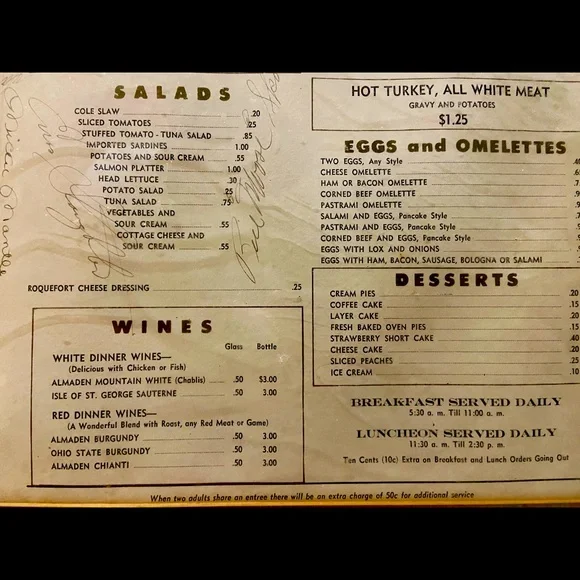 SALADS
COLE SLAW .20
SLICED TOMATOES .25
STUFFED TOMATO - TUNA SALAD .85
IMPORTED SARDINES 1.00
POTATOES AND SOUR CREAM .55
SALMON PLATTER 1.00
HEAD LETTUCE .30
POTATO SALAD .25
TUNA SALAD .75
VEGETABLES AND
SOUR CREAM .55
COTTAGE CHEESE AND
SOUR CREAM .55
ROQUEFORT CHEESE DRESSING .25
WINES
Glass Bottle
WHITE DINNER WINES—
(Delicious with Chicken or Fish)
ALMADEN MOUNTAIN WHITE (Chablis) .50 $3.00
ISLE OF ST. GEORGE SAUTERNE .50 3.00
RED DINNER WINES—
(A Wonderful Blend with Roast, any Red Meat or Game)
ALMADEN BURGUNDY .50 3.00
OHIO STATE BURGUNDY .50 3.00
ALMADEN CHIANTI .50 3.00
HOT TURKEY, ALL WHITE MEAT
GRAVY AND POTATOES
$1.25
EGGS and OMELETTES
TWO EGGS, Any Style
CHEESE OMELETTE
HAM OR BACON OMELETTE
CORNED BEEF OMELETTE
PASTRAMI OMELETTE
SALAMI AND EGGS, Pancake Style
PASTRAMI AND EGGS, Pancake Style
CORNED BEEF AND EGGS, Pancake Style
EGGS WITH LOX AND ONIONS
EGGS WITH HAM, BACON, SAUSAGE, BOLOGNA OR SALAMI
DESSERTS
CREAM PIES .20
COFFEE CAKE .15
LAYER CAKE .20
FRESH BAKED OVEN PIES .15
STRAWBERRY SHORT CAKE .40
CHEESE CAKE .20
SLICED PEACHES .25
ICE CREAM .10
BREAKFAST SERVED DAILY
5:30 a. m. Till 11:00 a. m.
LUNCHEON SERVED DAILY
11:30 a. m. Till 2:30 p. m.
Ten Cents (10c) Extra on Breakfast and Lunch Orders Going Out
When two adults share an entree there will be an extra charge of 50c for additional service